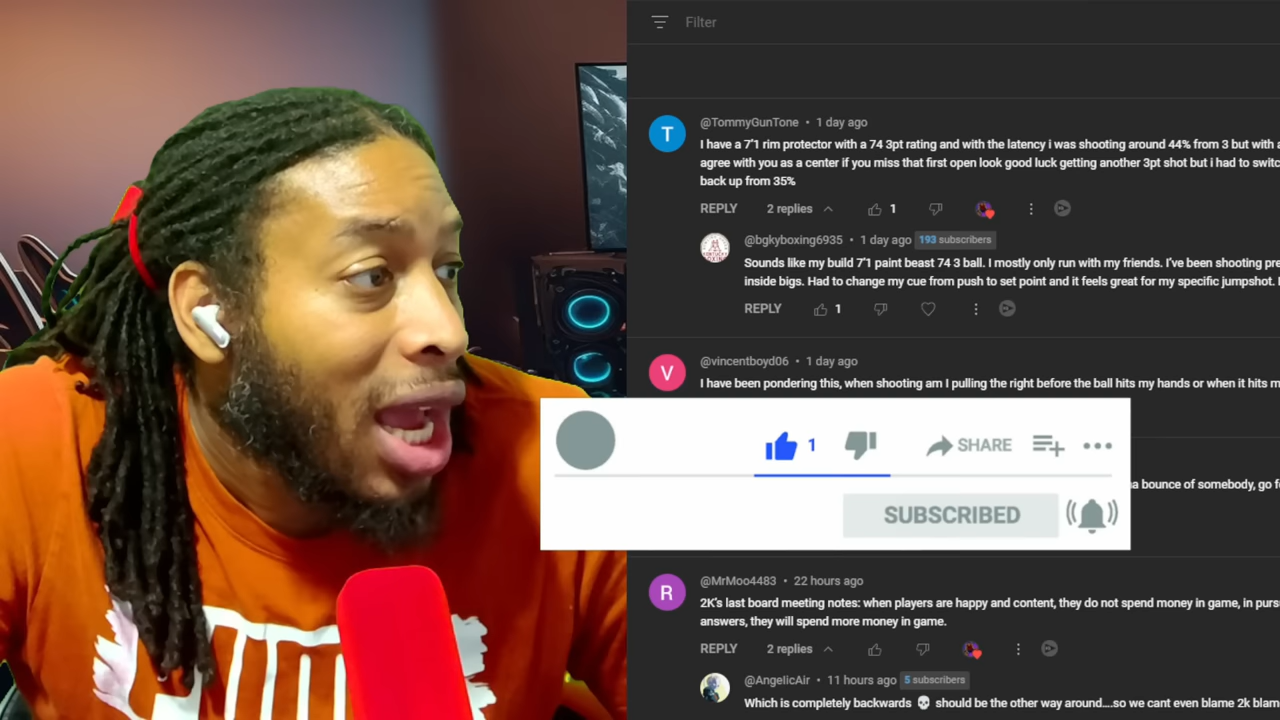 Filter
@TommyGunTone • 1 day ago
I have a 7'1 rim protector with a 74 3pt rating and with the latency i was shooting around 44% from 3 but with a
agree with you as a center if you miss that first open look good luck getting another 3pt shot but i had to switc
back up from 35%
REPLY 2 replies 1
@bgkyboxing6935 • 1 day ago 193 subscribers
Sounds like my build 7'1 paint beast 74 3 ball. I mostly only run with my friends. I've been shooting pre
inside bigs. Had to change my cue from push to set point and it feels great for my specific jumpshot.
REPLY 1
V
@vincentboyd06 • 1 day ago
I have been pondering this, when shooting am I pulling the right before the ball hits my hands or when it hits m
1 SHARE
a bounce of somebody, go f
SUBSCRIBED
R
@MrMoo4483 • 22 hours ago
2K's last board meeting notes: when players are happy and content, they do not spend money in game, in purs
answers, they will spend more money in game.
REPLY 2 replies
@AngelicAir • 11 hours ago 5 subscribers
Which is completely backwards 💀 should be the other way around....so we cant even blame 2k blam